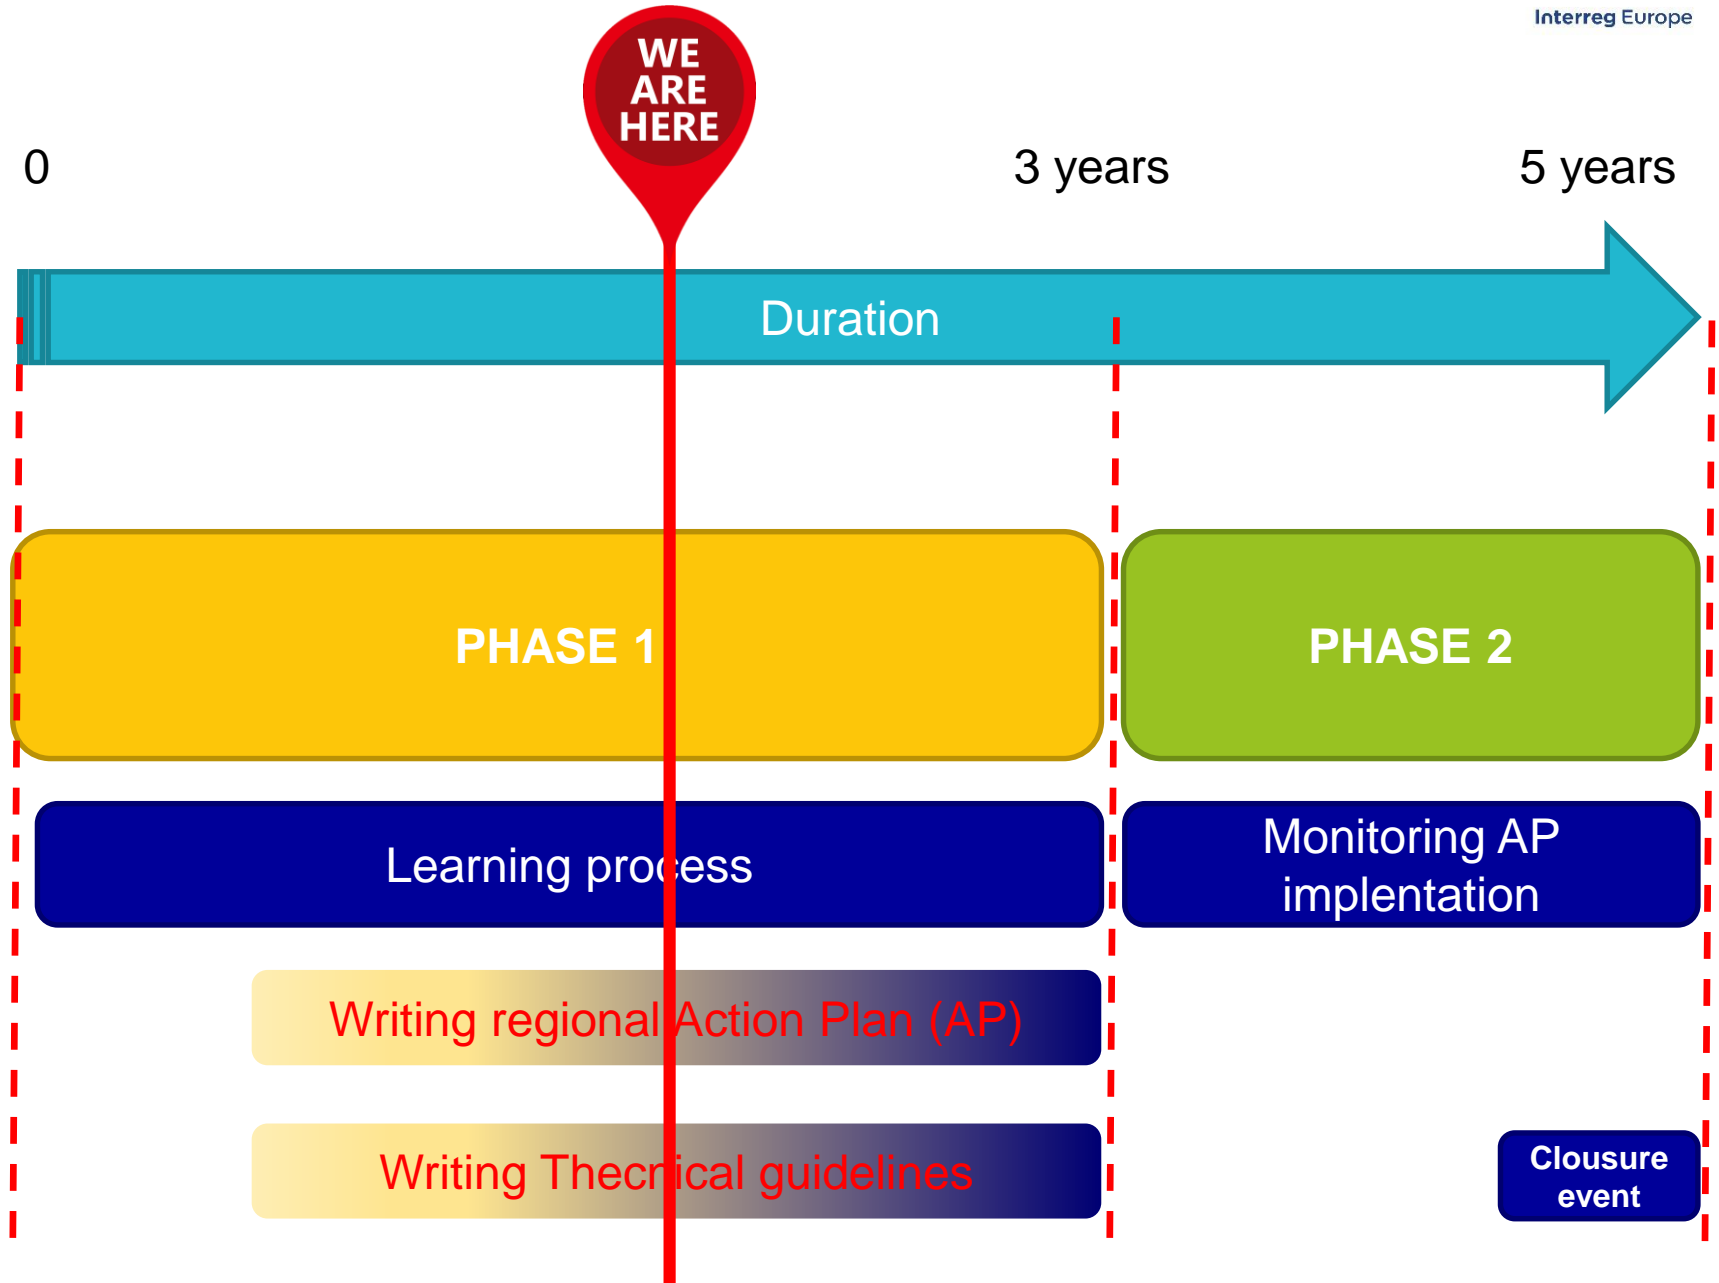 Interreg Europe
WE
ARE
HERE
0
3 years
5 years
Duration
PHASE 1
PHASE 2
Learning process
Monitoring AP
implentation
Writing regional Action Plan (AP)
Writing Thecnical guidelines
Clousure
event